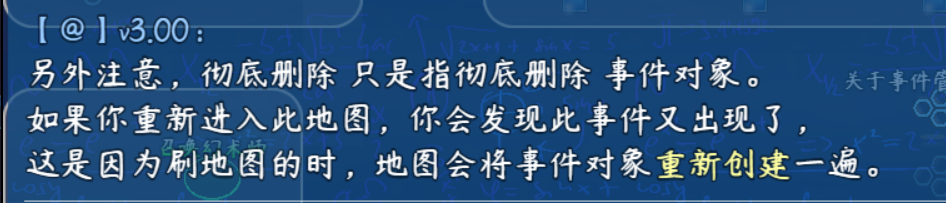 【@】v3.00：
另外注意，彻底删除 只是指彻底删除 事件对象。
关于事件管
如果你重新进入此地图，你会发现此事件又出现了，
这是因为刷地图的时，地图会将事件对象重新创建一遍。